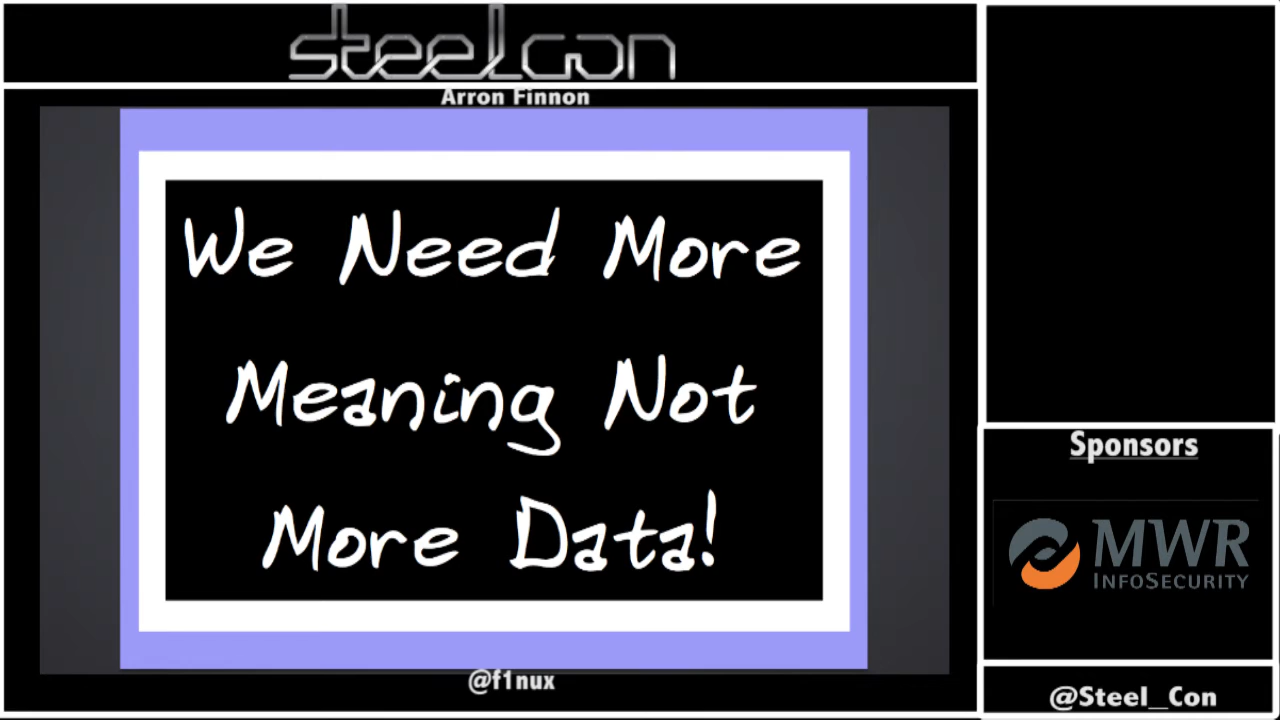 steelcon
Arron Finnon
We Need More
Meaning Not
More Data!
@f1nux
Sponsors
MWR
INFOSECURITY
@Steel_Con